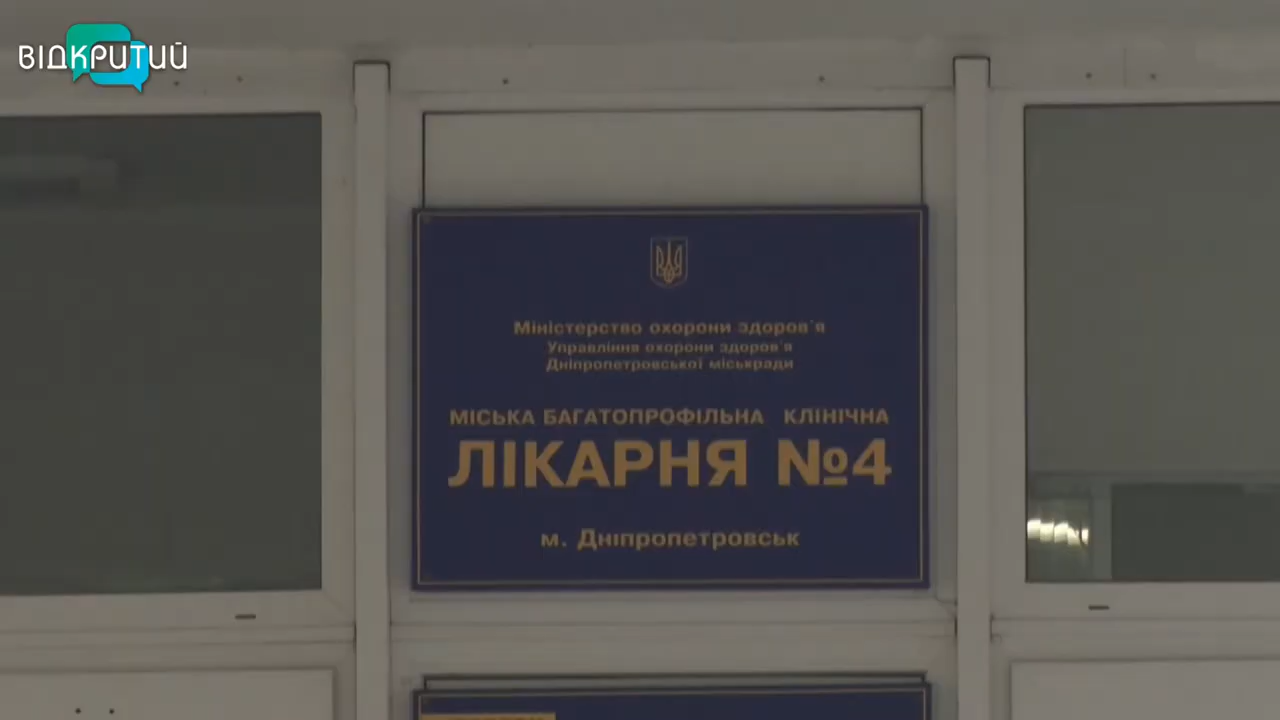 ВІДКРИТИЙ
Міністерство охорони здоров'я
Управління охорони здоров'я
Дніпропетровської міськради
МІСЬКА БАГАТОПРОФІЛЬНА КЛІНІЧНА
ЛІКАРНЯ №4
м. Дніпропетровськ